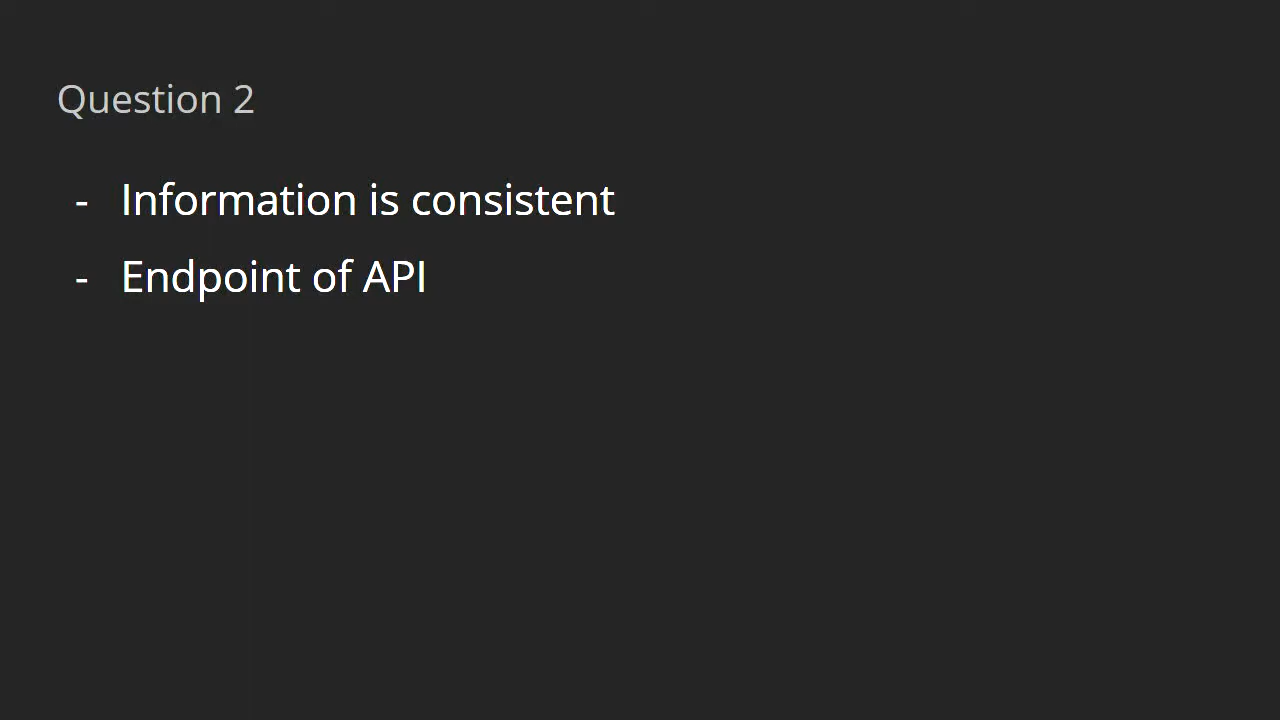 Question 2
- Information is consistent
- Endpoint of API